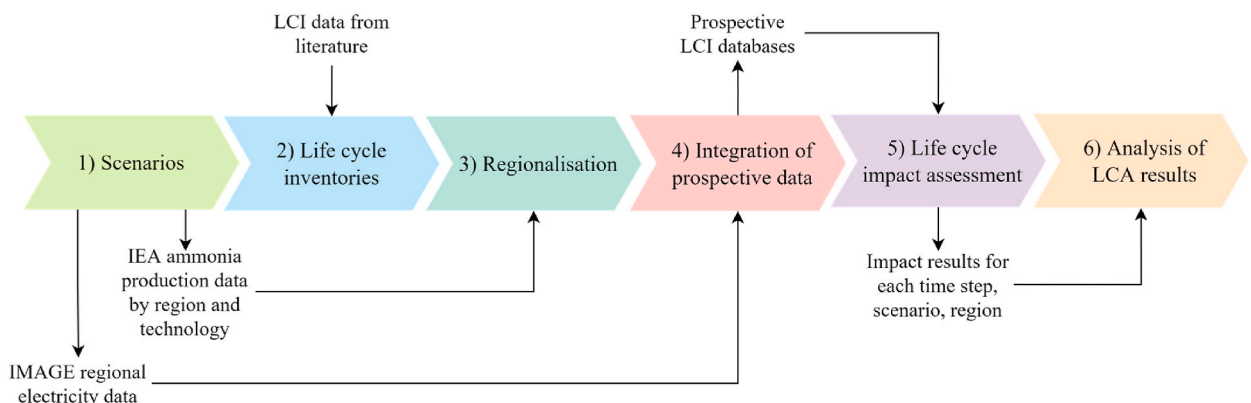 LCI data from
literature
Prospective
LCI databases
1) Scenarios
2) Life cycle
inventories
3) Regionalisation
4) Integration of
prospective data
5) Life cycle
impact assessment
6) Analysis of
LCA results
IEA ammonia
production data
by region and
technology
Impact results for
each time step,
scenario, region
IMAGE regional
electricity data